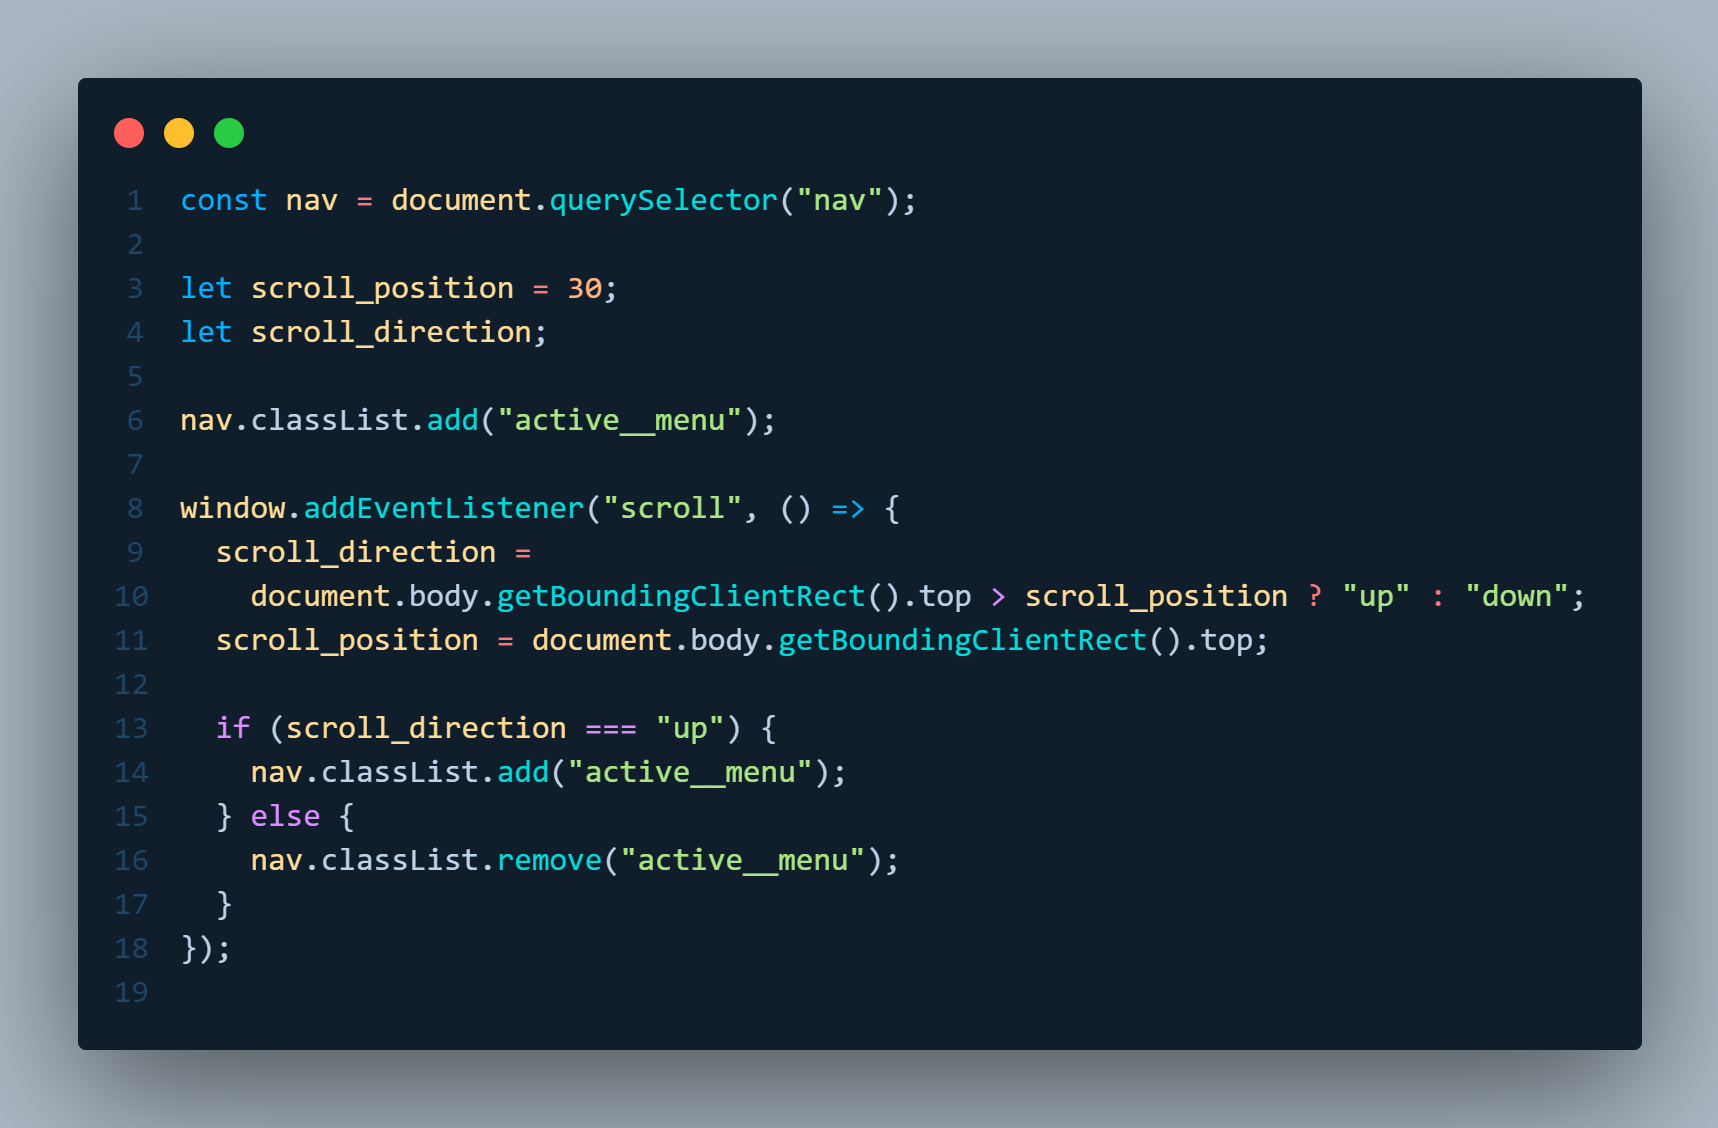 1 const nav = document.querySelector("nav");
2
3 let scroll_position = 30;
4 let scroll_direction;
5
6 nav.classList.add("active__menu");
7
8 window.addEventListener("scroll", () => {
9   scroll_direction =
10     document.body.getBoundingClientRect().top > scroll_position ? "up" : "down";
11   scroll_position = document.body.getBoundingClientRect().top;
12
13   if (scroll_direction === "up") {
14     nav.classList.add("active__menu");
15   } else {
16     nav.classList.remove("active__menu");
17   }
18 });
19